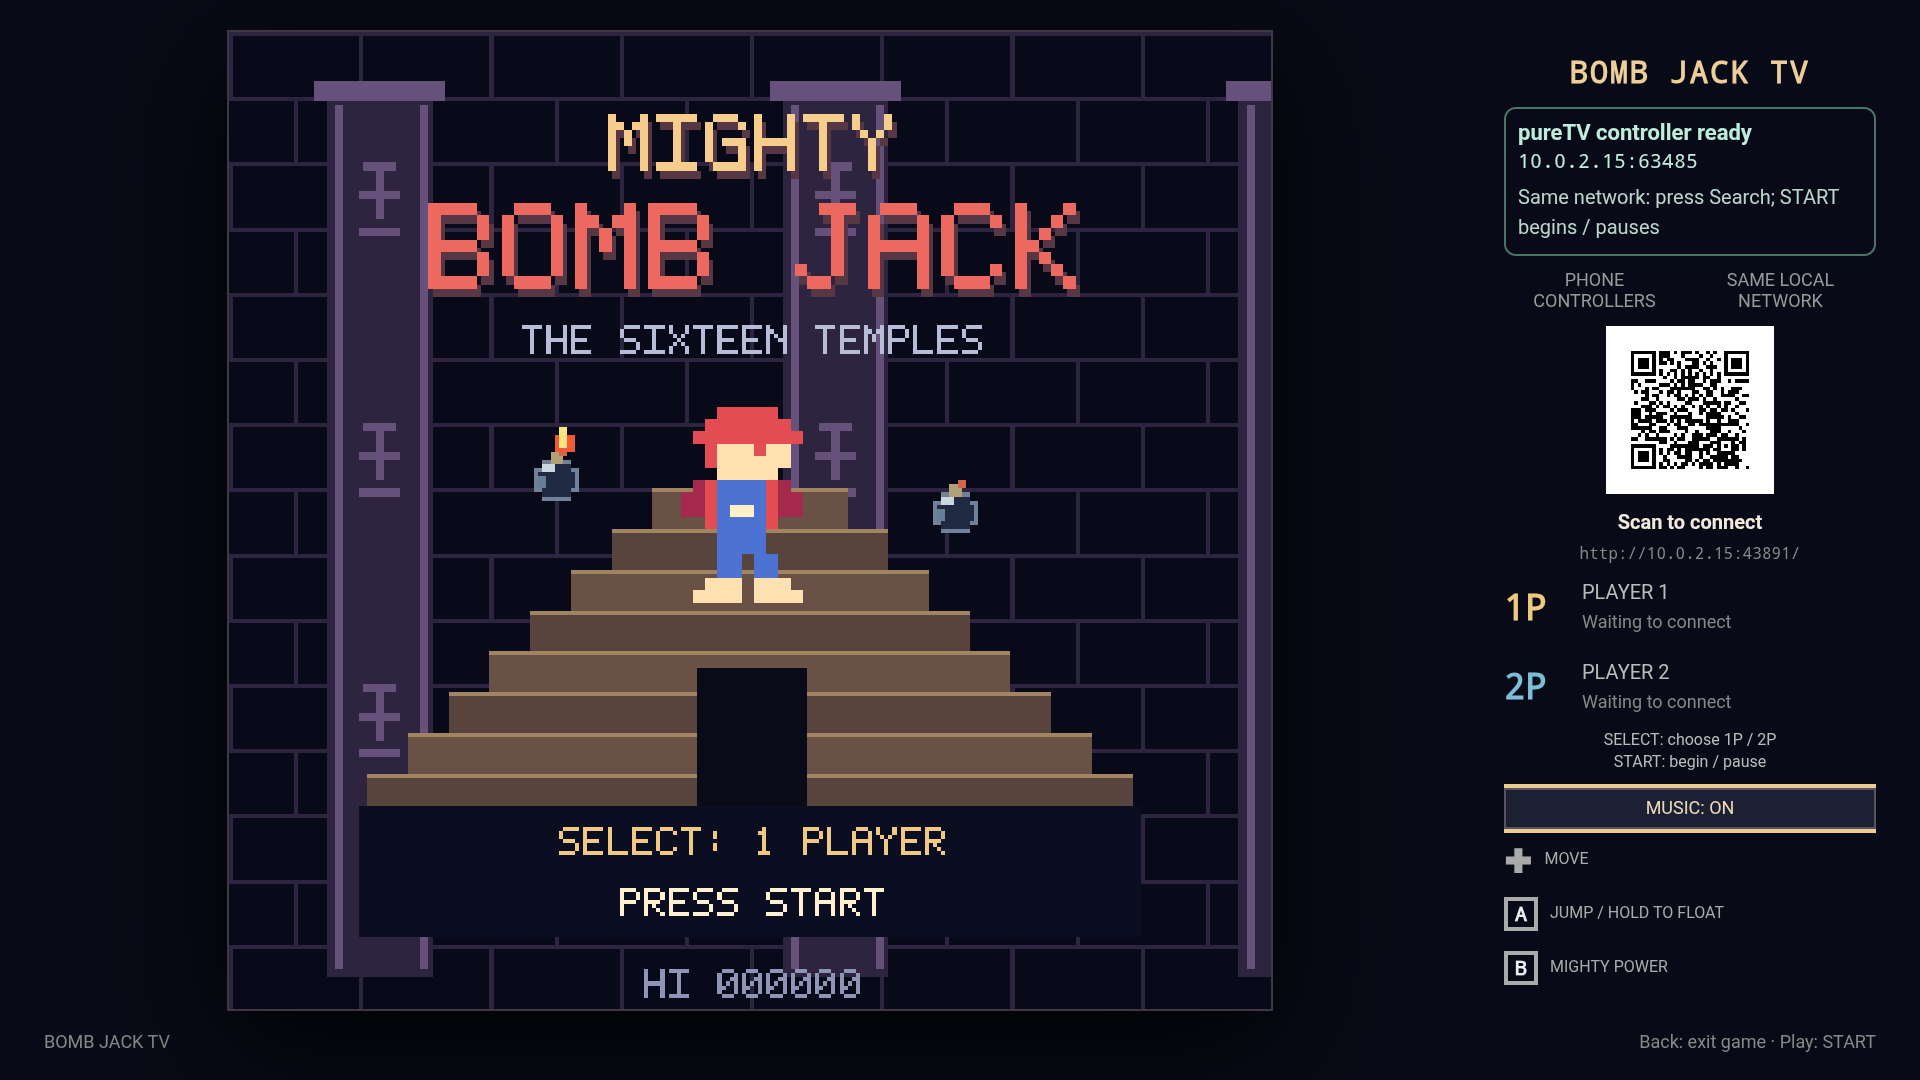 MIGHTY
BOMB JACK
THE SIXTEEN TEMPLES
SELECT: 1 PLAYER
PRESS START
HI 000000
BOMB JACK TV
BOMB JACK TV
pureTV controller ready
10.0.2.15:63485
Same network: press Search; START
begins / pauses
PHONE
CONTROLLERS
SAME LOCAL
NETWORK
Scan to connect
http://10.0.2.15:43891/
1P
PLAYER 1
Waiting to connect
2P
PLAYER 2
Waiting to connect
SELECT: choose 1P / 2P
START: begin / pause
MUSIC: ON
MOVE
A
JUMP / HOLD TO FLOAT
B
MIGHTY POWER
Back: exit game · Play: START